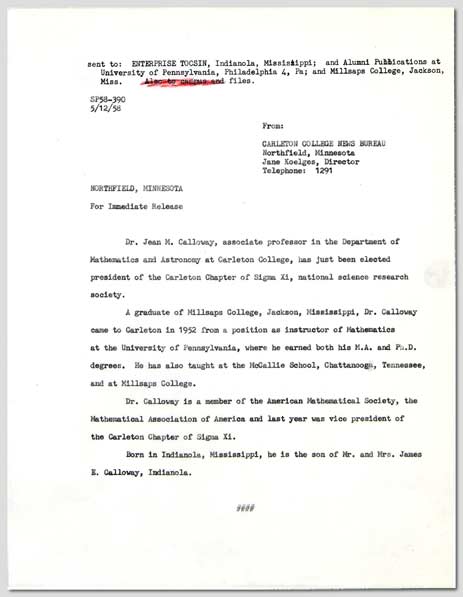 sent to: ENTERPRISE TOCSIN, Indianola, Mississippi; and Alumni Publications at
University of Pennsylvania, Philadelphia 4, Pa; and Millsaps College, Jackson,
Miss. Also to campus and files.
SP58-390
5/12/58
From:
CARLETON COLLEGE NEWS BUREAU
Northfield, Minnesota
Jane Koelges, Director
Telephone: 1291
NORTHFIELD, MINNESOTA
For Immediate Release
Dr. Jean M. Calloway, associate professor in the Department of
Mathematics and Astronomy at Carleton College, has just been elected
president of the Carleton Chapter of Sigma Xi, national science research
society.
A graduate of Millsaps College, Jackson, Mississippi, Dr. Calloway
came to Carleton in 1952 from a position as instructor of Mathematics
at the University of Pennsylvania, where he earned both his M.A. and Ph.D.
degrees. He has also taught at the McCallie School, Chattanooga, Tennessee,
and at Millsaps College.
Dr. Calloway is a member of the American Mathematical Society, the
Mathematical Association of America and last year was vice president of
the Carleton Chapter of Sigma Xi.
Born in Indianola, Mississippi, he is the son of Mr. and Mrs. James
E. Calloway, Indianola.
####